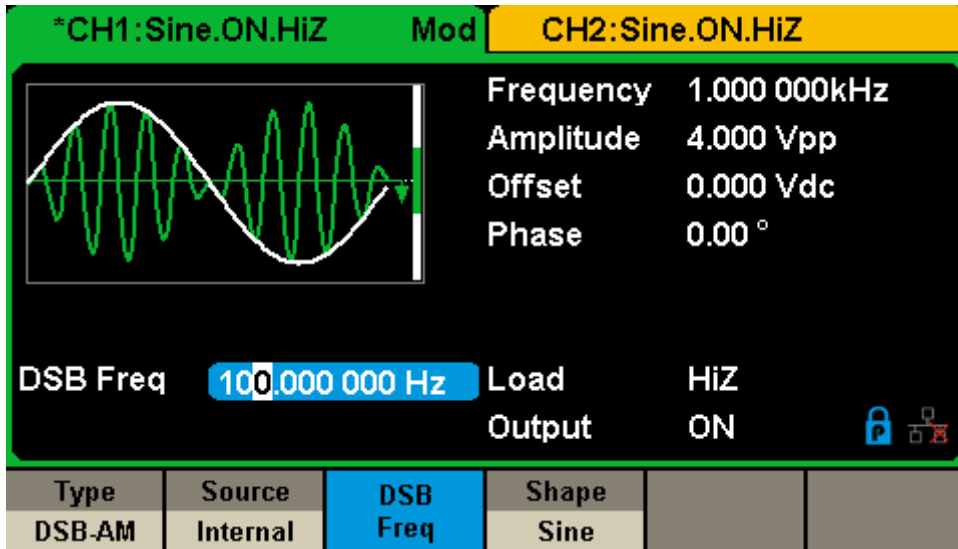 *CH1:Sine.ON.HiZ Mod CH2:Sine.ON.HiZ
Frequency 1.000 000kHz
Amplitude 4.000 Vpp
Offset 0.000 Vdc
Phase 0.00 °
DSB Freq 100.000 000 Hz Load HiZ
Output ON P
Type Source DSB Freq Shape
DSB-AM Internal Sine